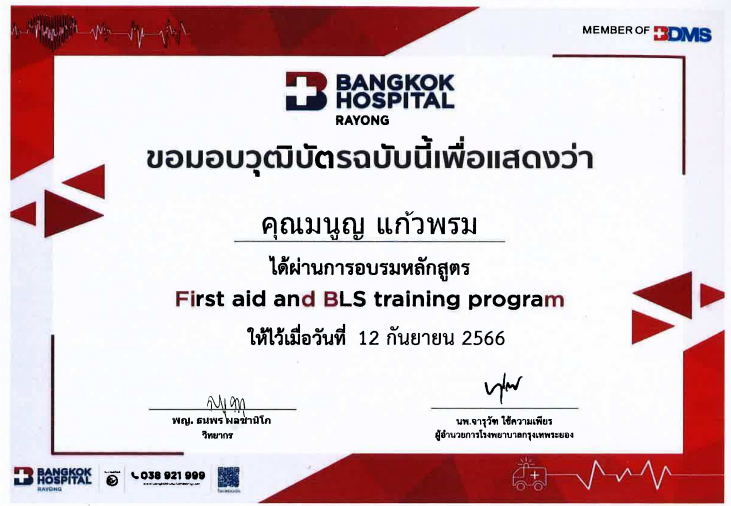 MEMBER OF BDMS
BANGKOK
HOSPITAL
RAYONG
ขอมอบวุฒิบัตรฉบับนี้เพื่อแสดงว่า
คุณมนูญ แก้วพรม
ได้ผ่านการอบรมหลักสูตร
First aid and BLS training program
ให้ไว้เมื่อวันที่ 12 กันยายน 2566
พญ. ธนพร
วิทยากร
นพ.จารุวัฑ ใช้ความเพียร
ผู้อำนวยการโรงพยาบาลกรุงเทพระยอง
BANGKOK
HOSPITAL
RAYONG
038 921 999